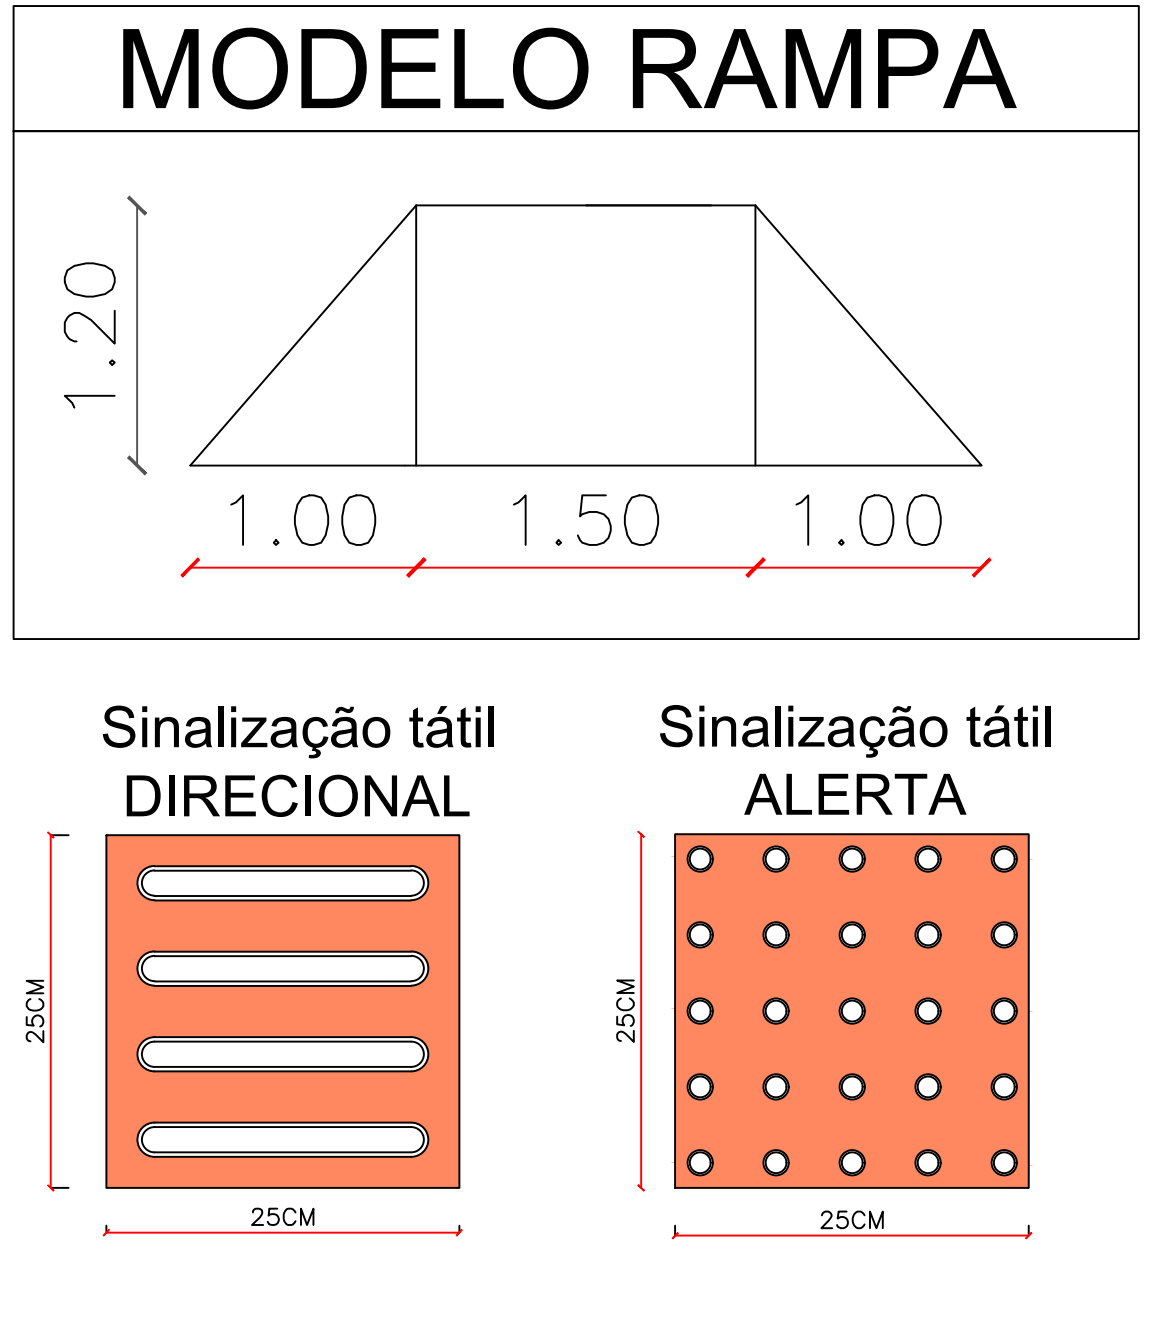 MODELO RAMPA
1.20
1.00 1.50 1.00
Sinalização tátil
DIRECIONAL
25CM
25CM
Sinalização tátil
ALERTA
25CM
25CM